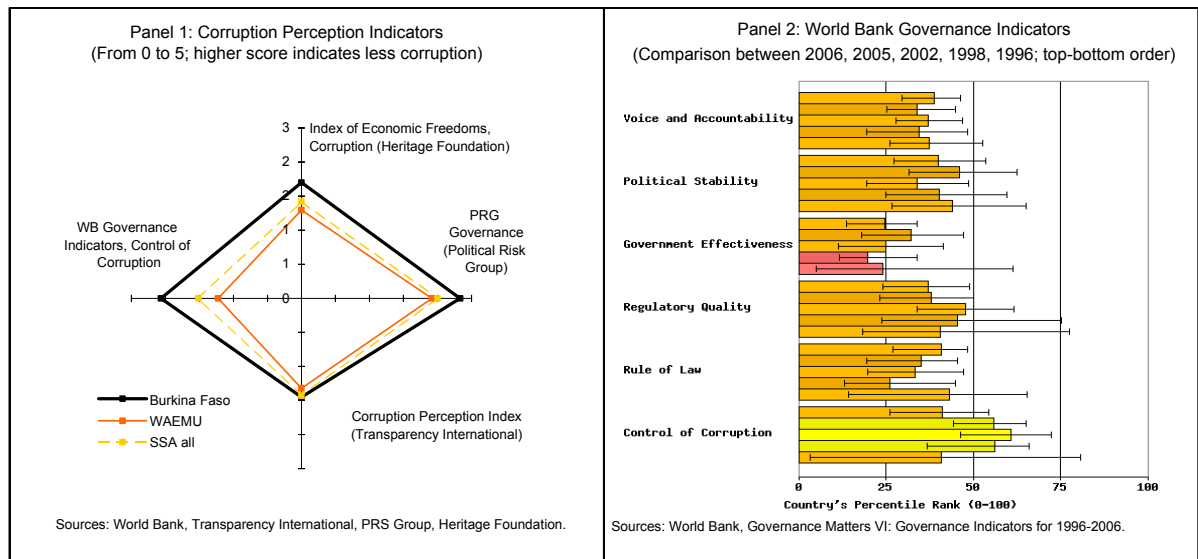 Panel 1: Corruption Perception Indicators
(From 0 to 5; higher score indicates less corruption)
3
2
2
1
1
0
Index of Economic Freedoms,
Corruption (Heritage Foundation)
WB Governance
Indicators, Control of
Corruption
PRG
Governance
(Political Risk
Group)
Corruption Perception Index
(Transparency International)
Burkina Faso
WAEMU
SSA all
Sources: World Bank, Transparency International, PRS Group, Heritage Foundation.
Panel 2: World Bank Governance Indicators
(Comparison between 2006, 2005, 2002, 1998, 1996; top-bottom order)
Voice and Accountability
Political Stability
Government Effectiveness
Regulatory Quality
Rule of Law
Control of Corruption
0 25 50 75 100
Country's Percentile Rank (0-100)
Sources: World Bank, Governance Matters VI: Governance Indicators for 1996-2006.